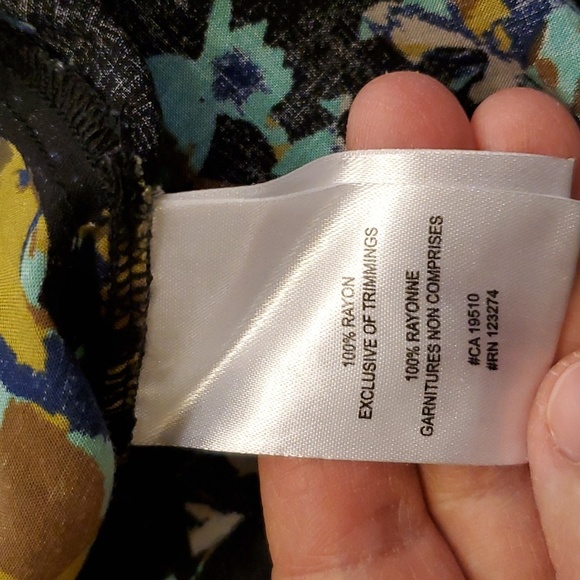 100% RAYON
EXCLUSIVE OF TRIMMINGS
100% RAYONNE
GARNITURES NON COMPRISES
#CA 19510
#RN 123274